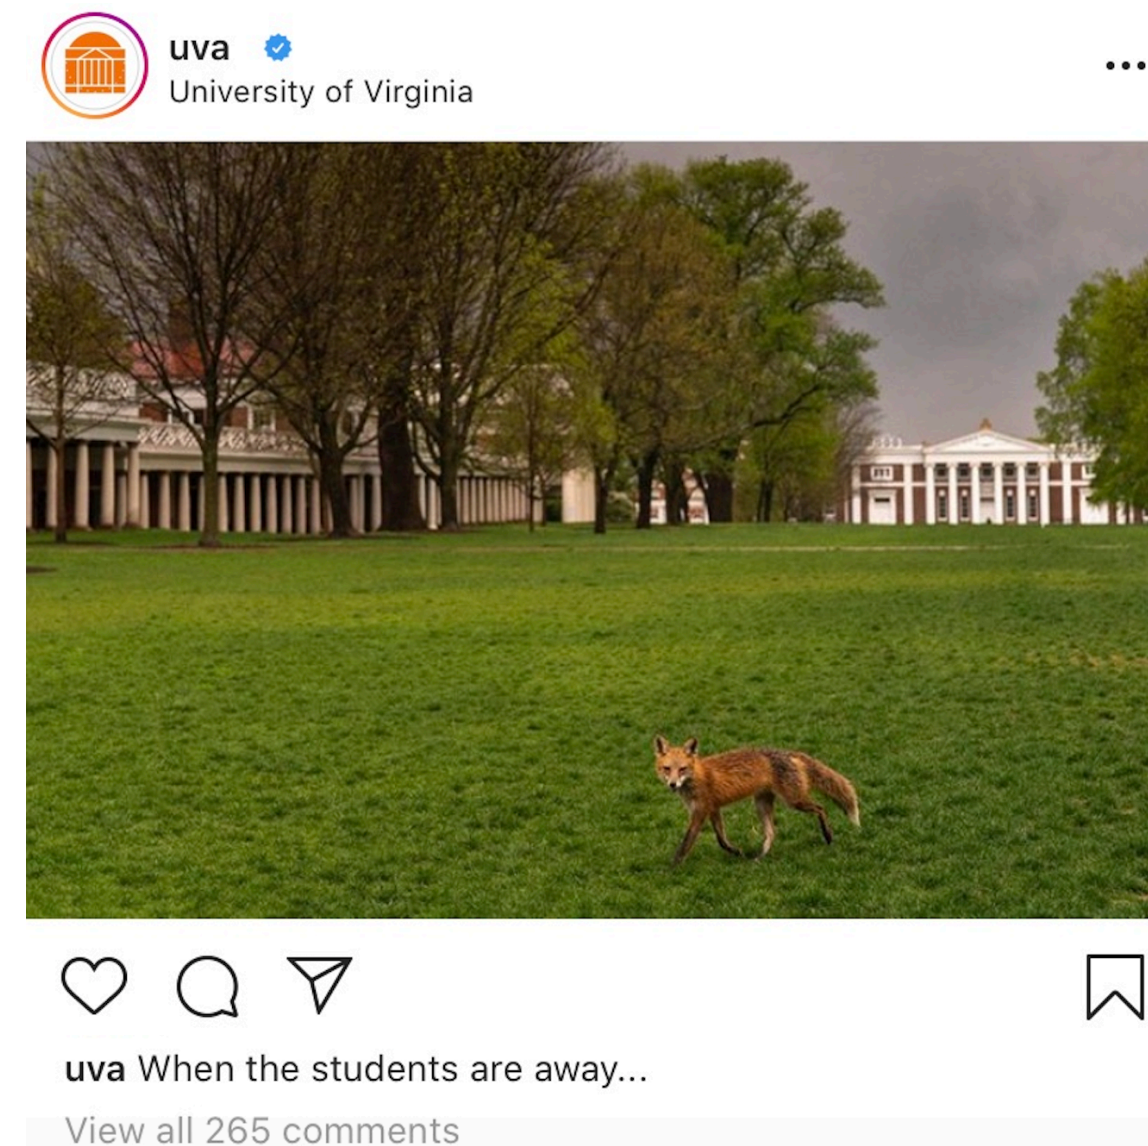 uva
University of Virginia
uva When the students are away...
View all 265 comments